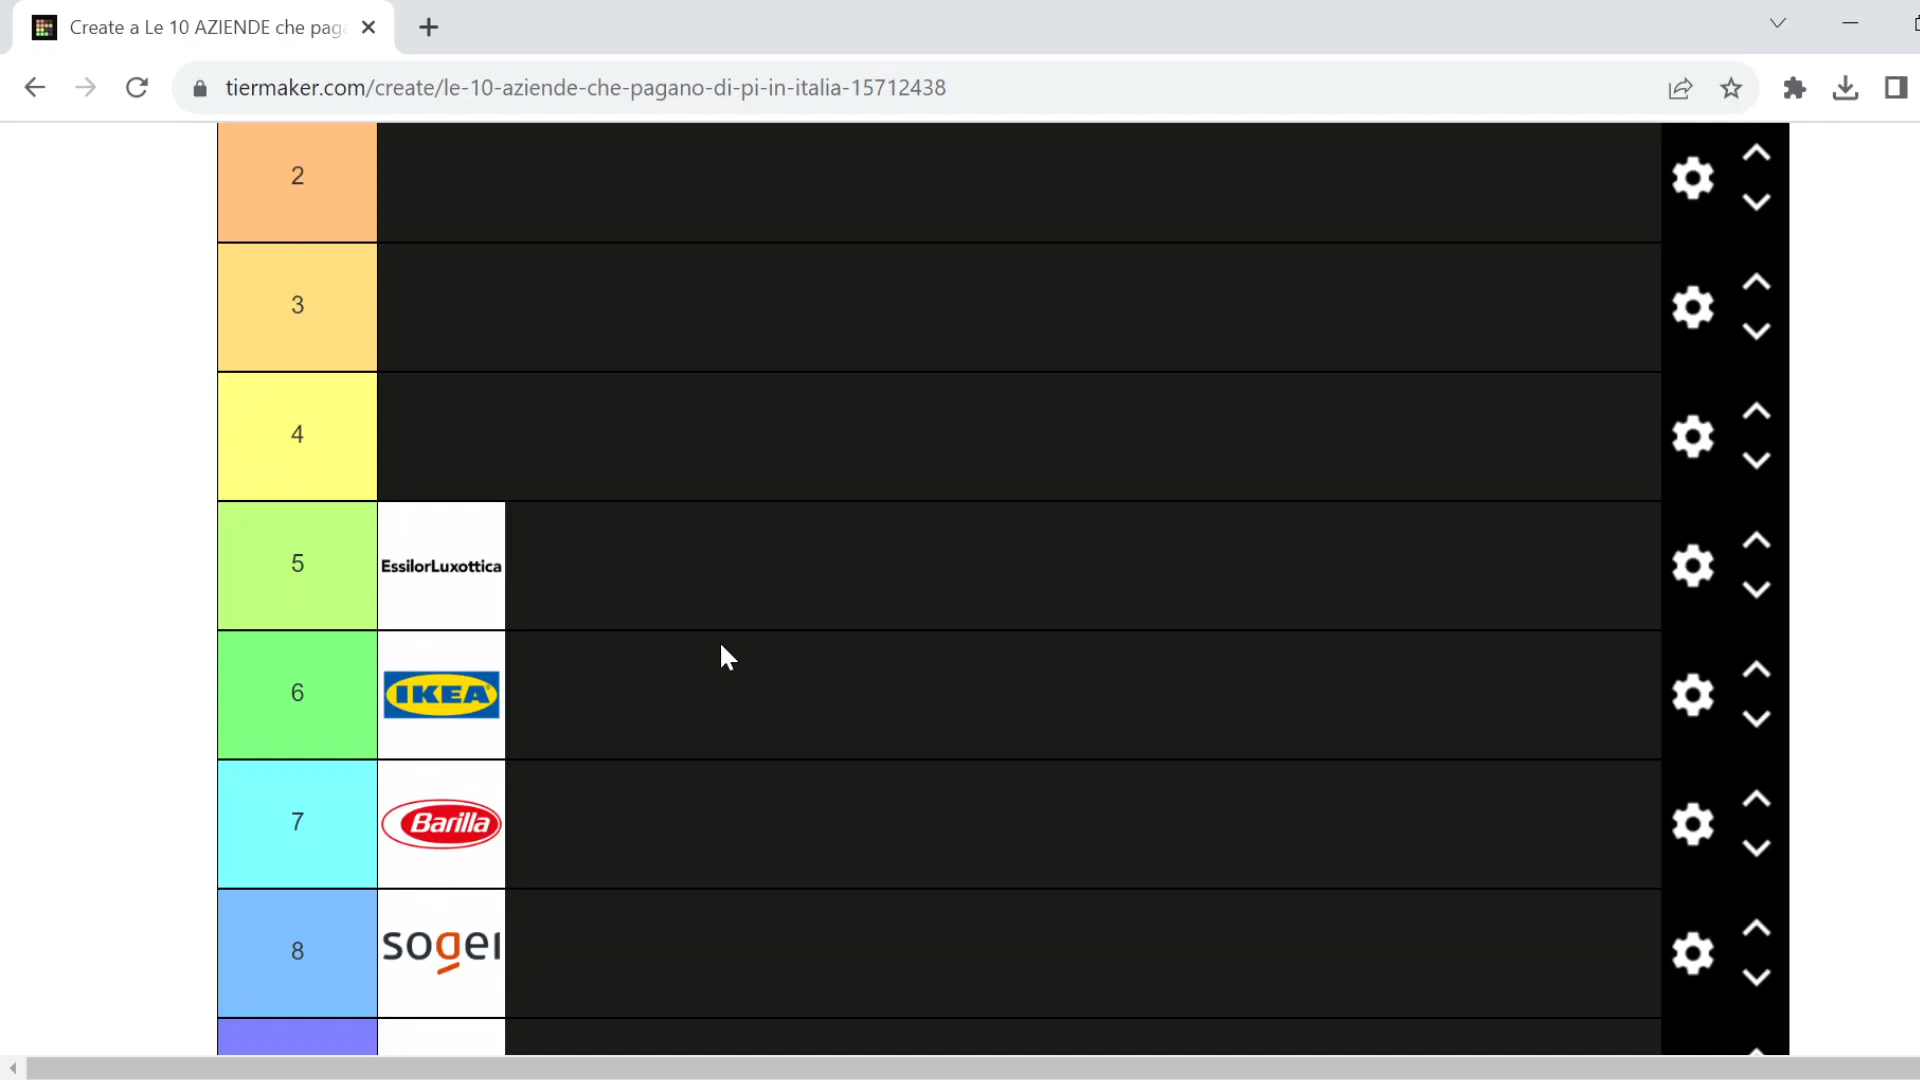 Create a Le 10 AZIENDE che pag
tiermaker.com/create/le-10-aziende-che-pagano-di-pi-in-italia-15712438
2
3
4
5
EssilorLuxottica
6
IKEA
7
Barilla
8
sogei